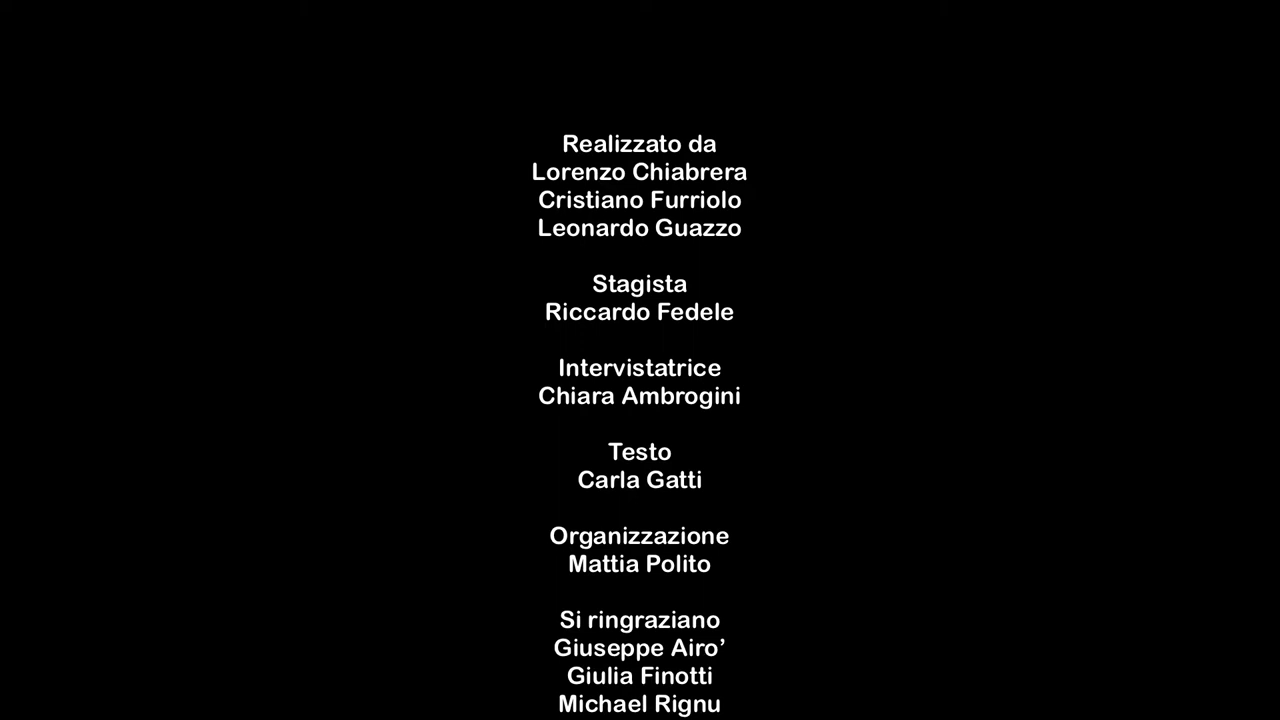 Realizzato da
Lorenzo Chiabrera
Cristiano Furriolo
Leonardo Guazzo
Stagista
Riccardo Fedele
Intervistatrice
Chiara Ambrogini
Testo
Carla Gatti
Organizzazione
Mattia Polito
Si ringraziano
Giuseppe Airo’
Giulia Finotti
Michael Rignu